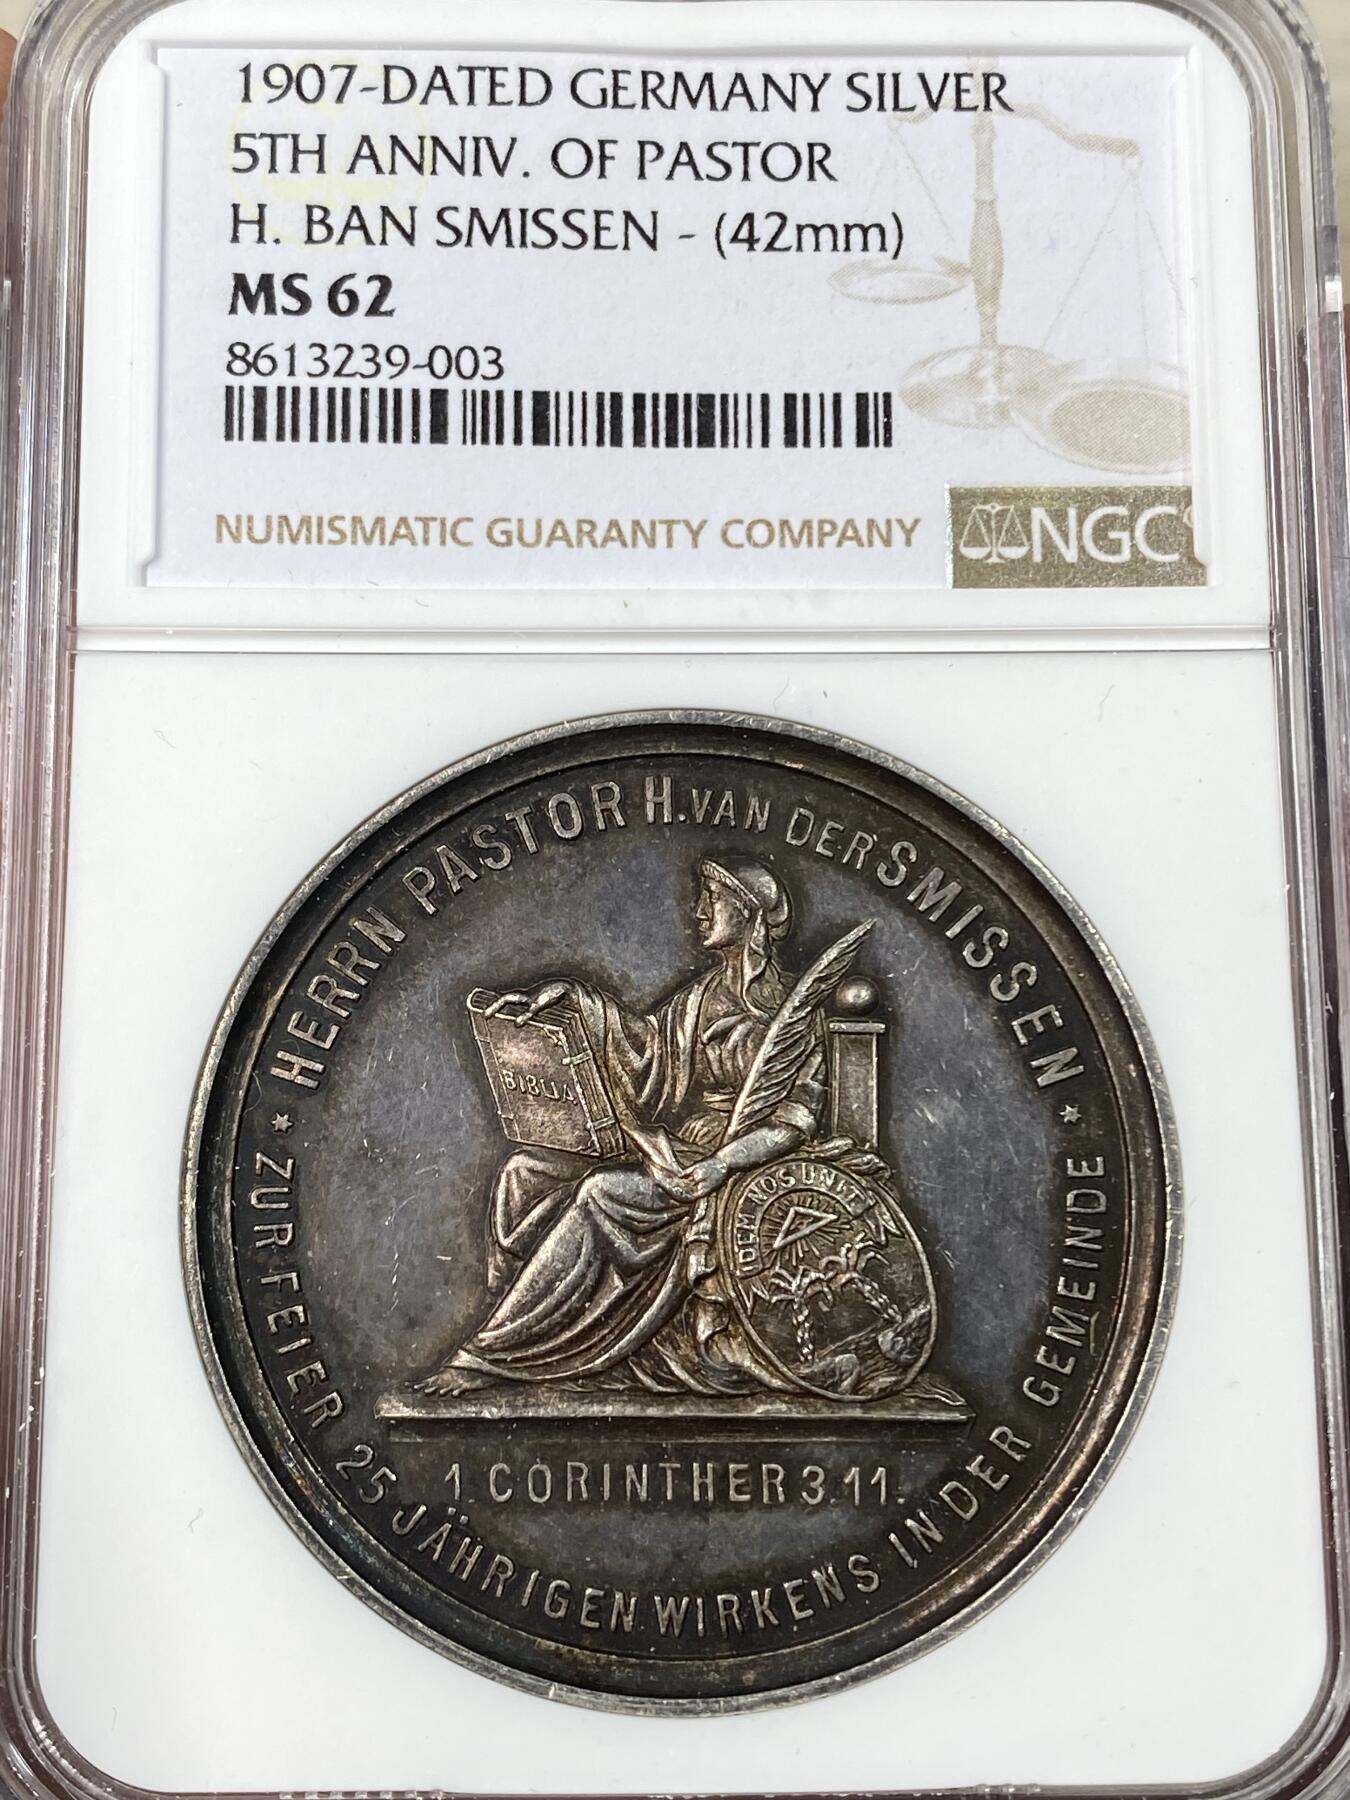 1907-DATED GERMANY SILVER
5TH ANNIV. OF PASTOR
H. BAN SMISSEN - (42mm)
MS 62
8613239-003
NUMISMATIC GUARANTY COMPANY
NGC
HERRN PASTOR H. VAN DER SMISSEN
BIBLIA
IDEM NOS UNIT
1. CORINTHER 3.11.
* ZUR FEIER 25 JÄHRIGEN WIRKENS IN DER GEMEINDE *